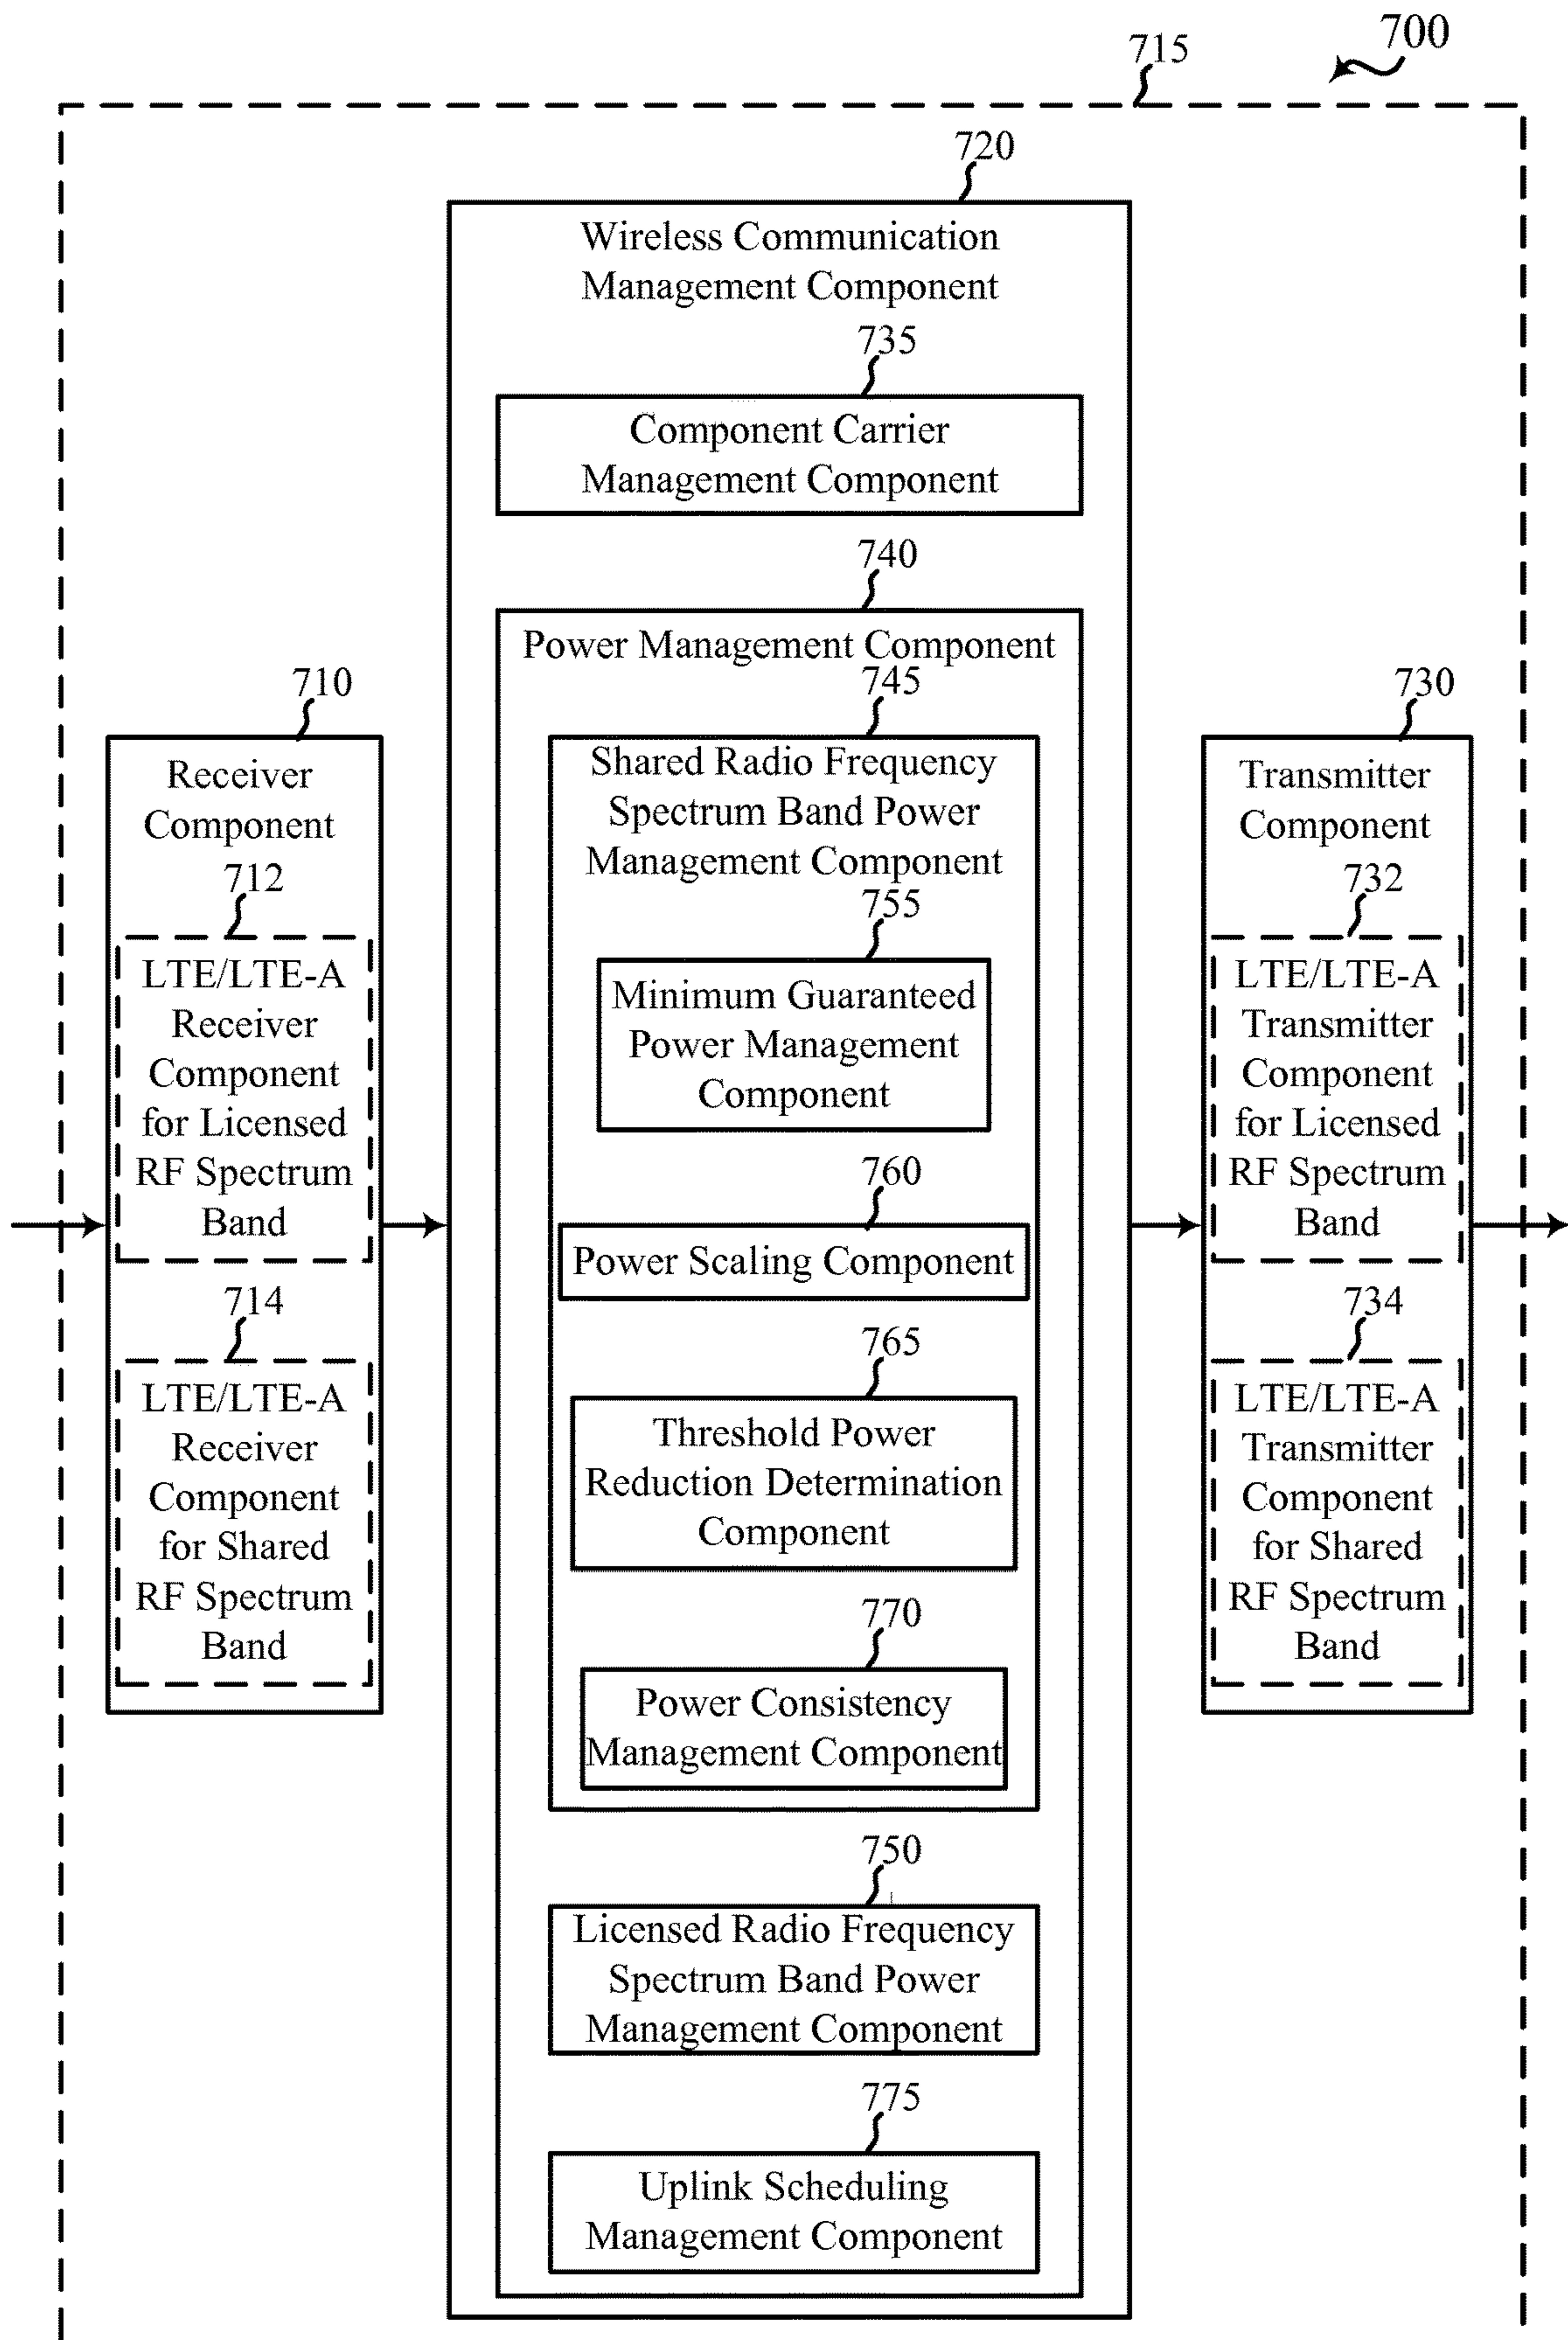 700
715
720
Wireless Communication
Management Component
735
Component Carrier
Management Component
740
Power Management Component
745
Shared Radio Frequency
Spectrum Band Power
Management Component
755
Minimum Guaranteed
Power Management
Component
760
Power Scaling Component
765
Threshold Power
Reduction Determination
Component
770
Power Consistency
Management Component
750
Licensed Radio Frequency
Spectrum Band Power
Management Component
775
Uplink Scheduling
Management Component
710
Receiver
Component
712
LTE/LTE-A
Receiver
Component
for Licensed
RF Spectrum
Band
714
LTE/LTE-A
Receiver
Component
for Shared
RF Spectrum
Band
730
Transmitter
Component
732
LTE/LTE-A
Transmitter
Component
for Licensed
RF Spectrum
Band
734
LTE/LTE-A
Transmitter
Component
for Shared
RF Spectrum
Band